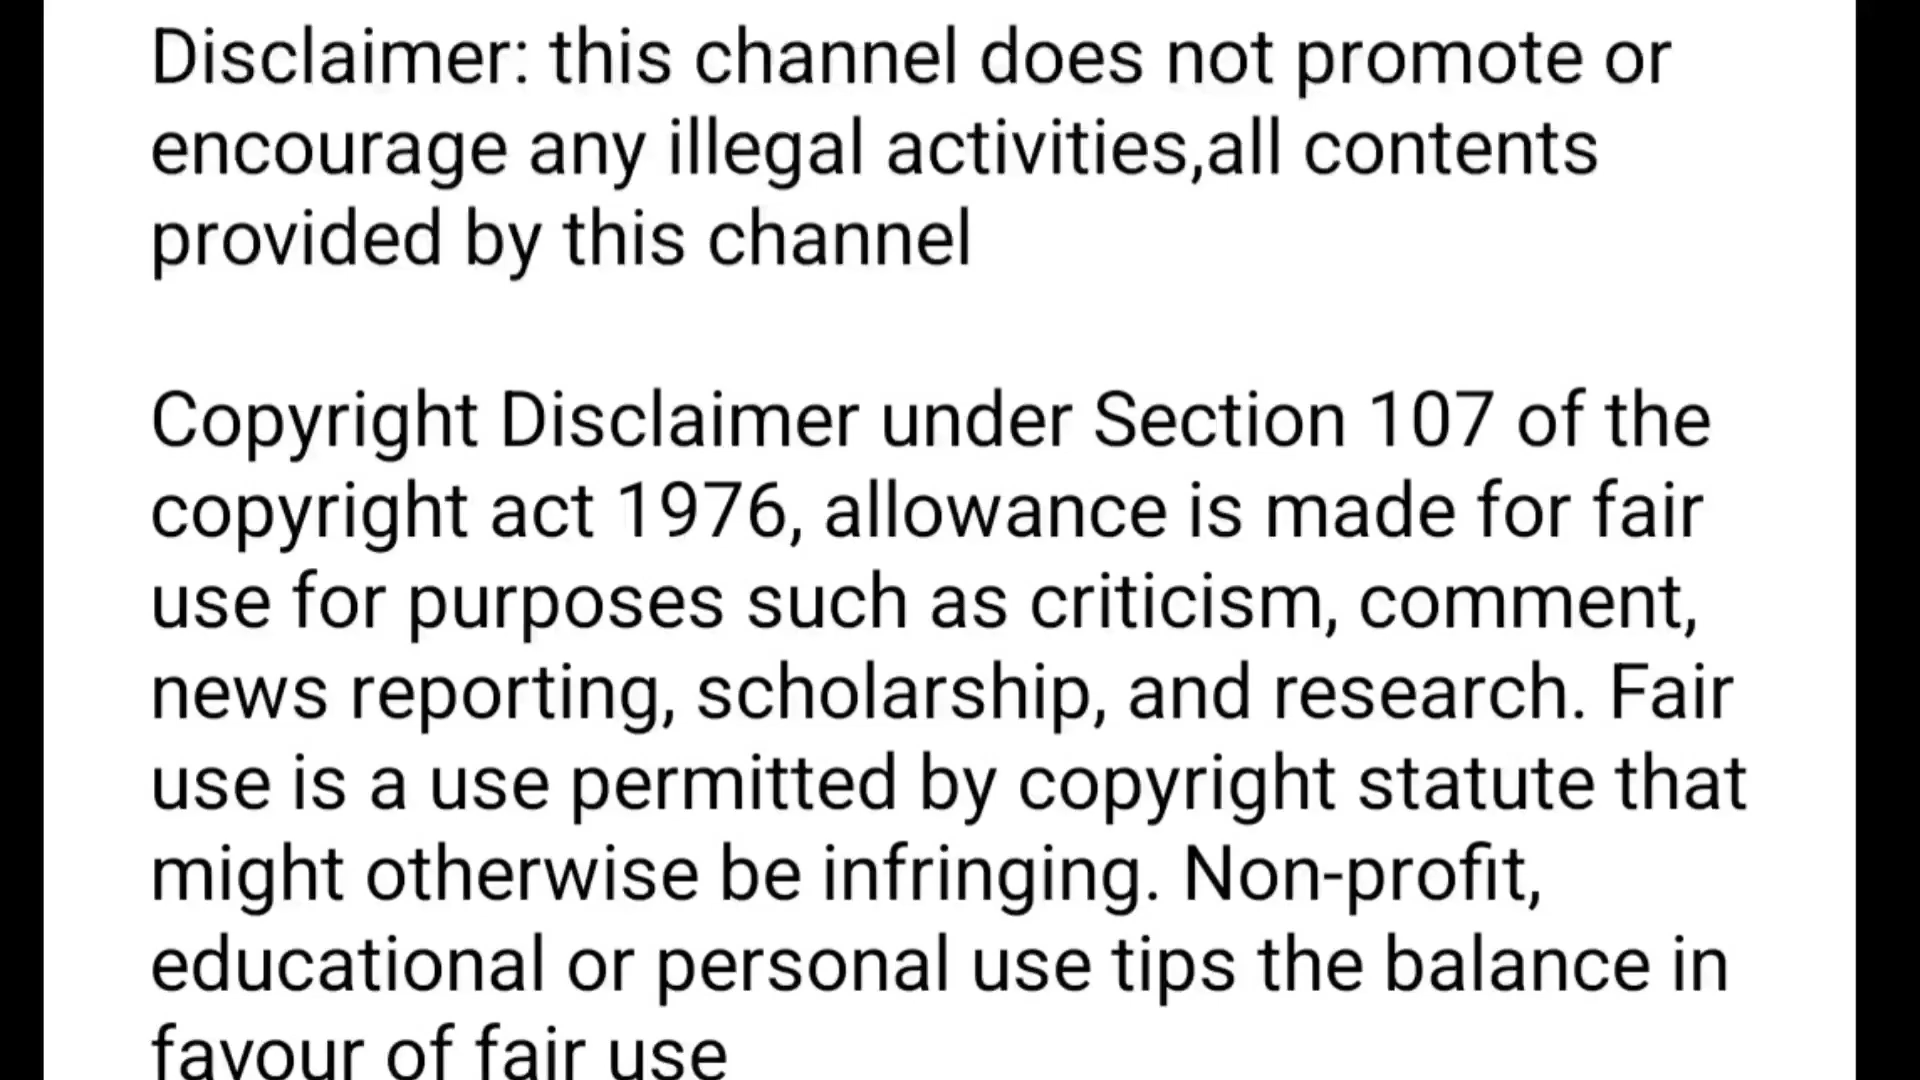 Disclaimer: this channel does not promote or
encourage any illegal activities,all contents
provided by this channel
Copyright Disclaimer under Section 107 of the
copyright act 1976, allowance is made for fair
use for purposes such as criticism, comment,
news reporting, scholarship, and research. Fair
use is a use permitted by copyright statute that
might otherwise be infringing. Non-profit,
educational or personal use tips the balance in
favour of fair use